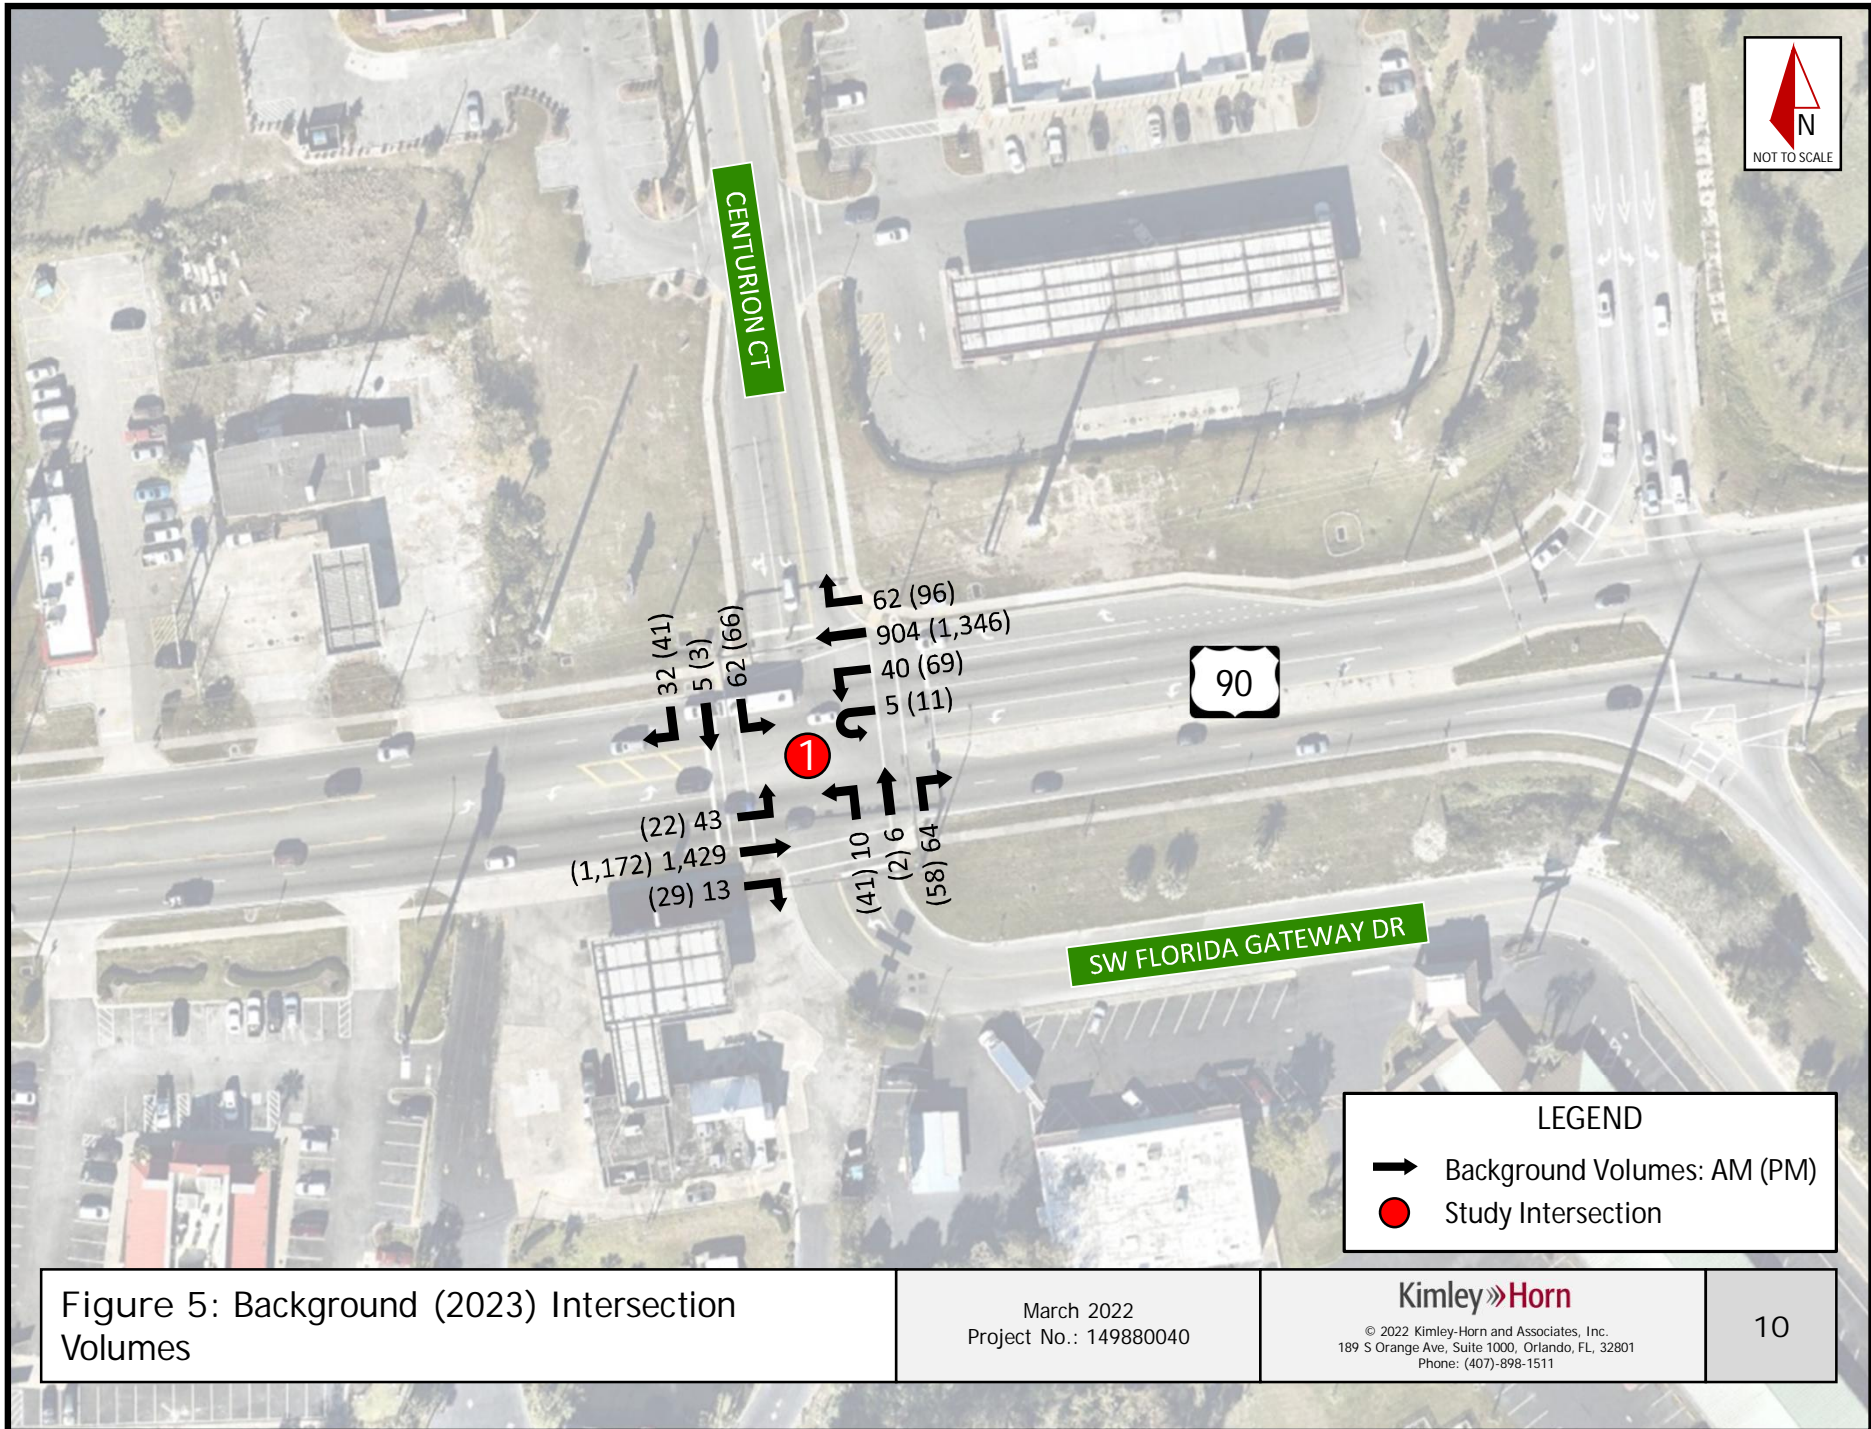 N
NOT TO SCALE
CENTURION CT
62 (96)
904 (1,346)
40 (69)
5 (11)
32 (41)
5 (3)
62 (66)
90
1
(22) 43
(1,172) 1,429
(29) 13
(41) 10
(2) 6
(58) 64
SW FLORIDA GATEWAY DR
LEGEND
Background Volumes: AM (PM)
Study Intersection
Figure 5: Background (2023) Intersection
Volumes
March 2022
Project No.: 149880040
Kimley»Horn
© 2022 Kimley-Horn and Associates, Inc.
189 S Orange Ave, Suite 1000, Orlando, FL, 32801
Phone: (407)-898-1511
10